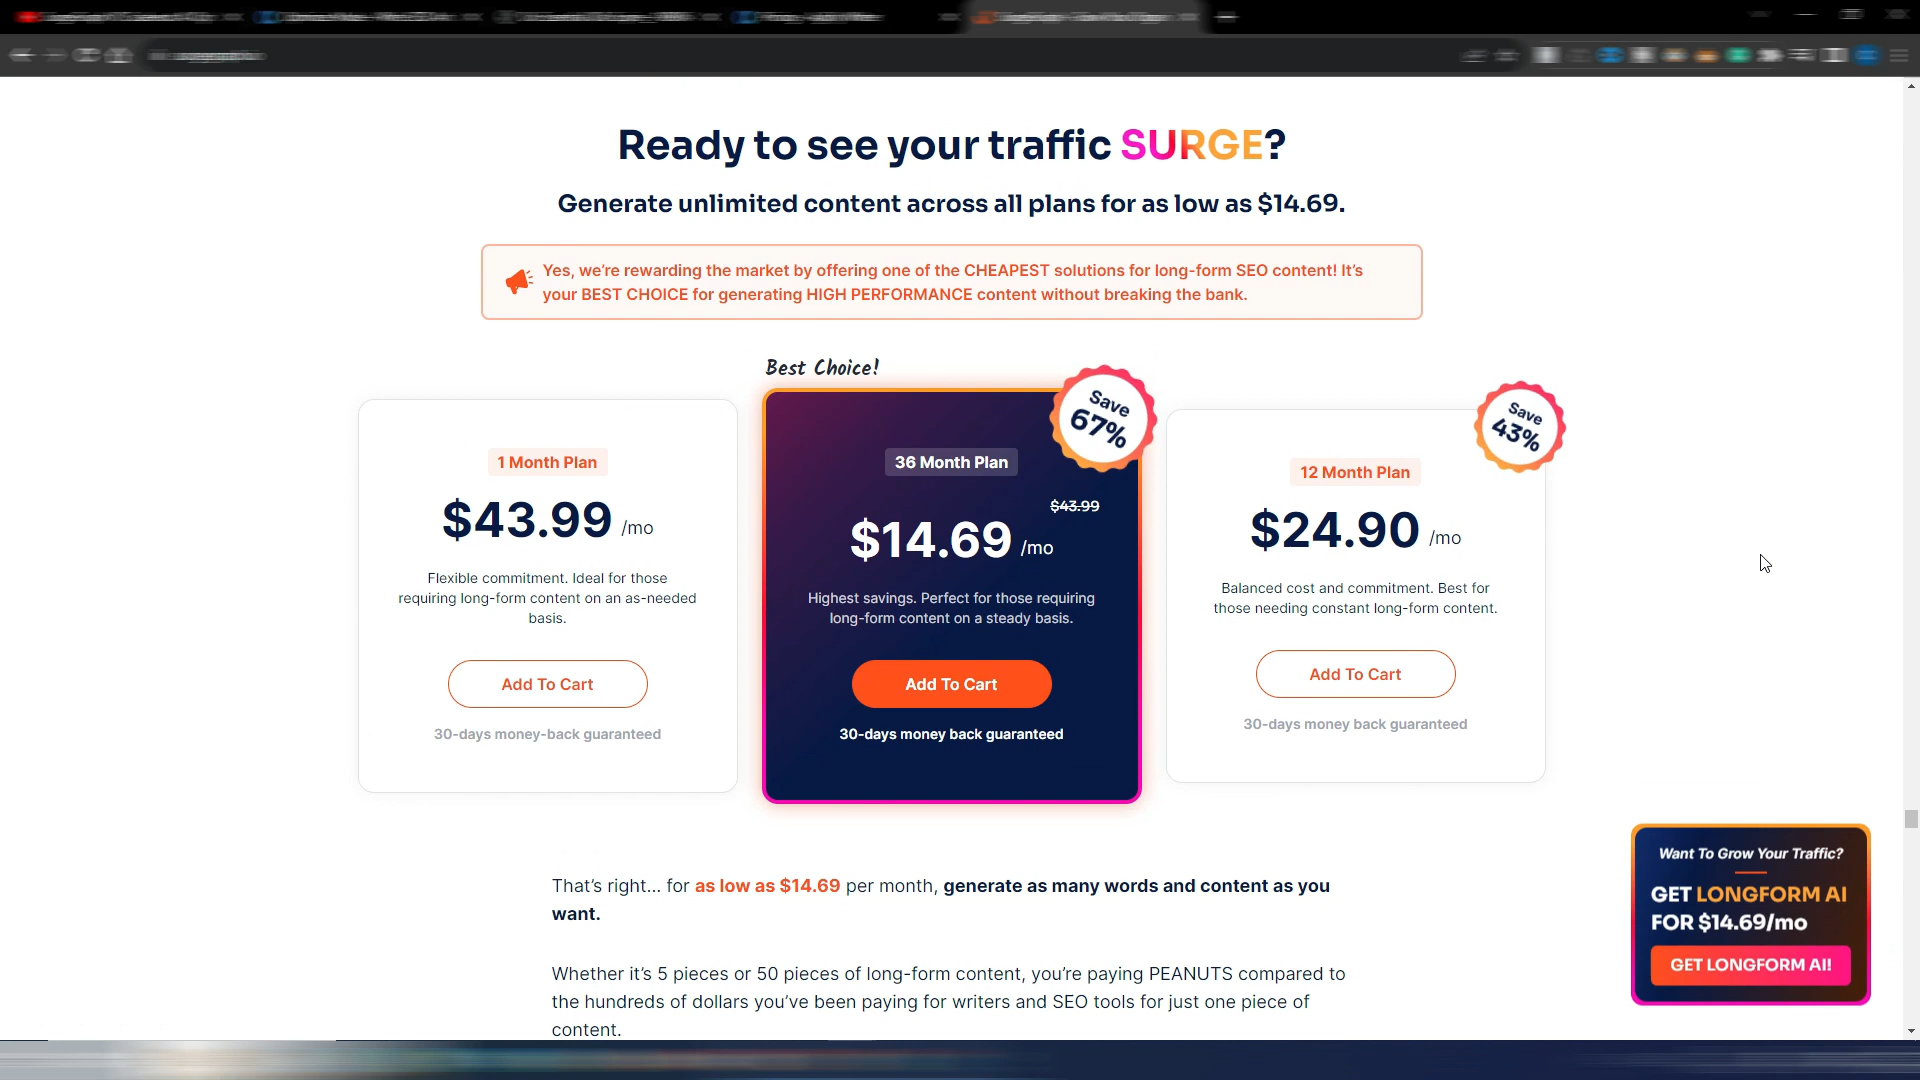 Ready to see your traffic SURGE?
Generate unlimited content across all plans for as low as $14.69.
Yes, we're rewarding the market by offering one of the CHEAPEST solutions for long-form SEO content! It's
your BEST CHOICE for generating HIGH PERFORMANCE content without breaking the bank.
1 Month Plan
$43.99 /mo
Flexible commitment. Ideal for those
requiring long-form content on an as-needed
basis.
Add To Cart
30-days money-back guaranteed
Best Choice!
Save
67%
36 Month Plan
$43.99
$14.69 /mo
Highest savings. Perfect for those requiring
long-form content on a steady basis.
Add To Cart
30-days money back guaranteed
Save
43%
12 Month Plan
$24.90 /mo
Balanced cost and commitment. Best for
those needing constant long-form content.
Add To Cart
30-days money back guaranteed
That's right... for as low as $14.69 per month, generate as many words and content as you
want.
Whether it's 5 pieces or 50 pieces of long-form content, you're paying PEANUTS compared to
the hundreds of dollars you've been paying for writers and SEO tools for just one piece of
content.
Want To Grow Your Traffic?
GET LONGFORM AI
FOR $14.69/mo
GET LONGFORM AI!